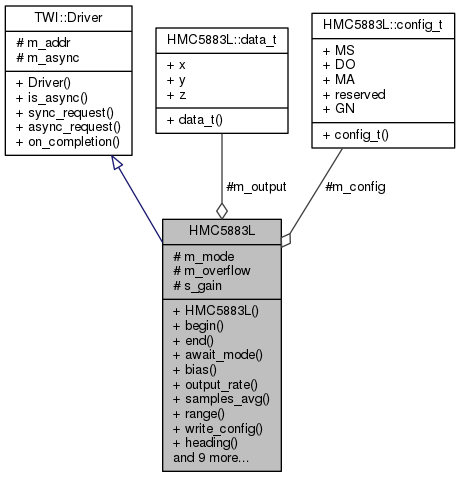 TWI::Driver
# m_addr
# m_async
+ Driver()
+ is_async()
+ sync_request()
+ async_request()
+ on_completion()
HMC5883L::data_t
+ x
+ y
+ z
+ data_t()
HMC5883L::config_t
+ MS
+ DO
+ MA
+ reserved
+ GN
+ config_t()
#m_output
#m_config
HMC5883L
# m_mode
# m_overflow
# s_gain
+ HMC5883L()
+ begin()
+ end()
+ await_mode()
+ bias()
+ output_rate()
+ samples_avg()
+ range()
+ write_config()
+ heading()
and 9 more...